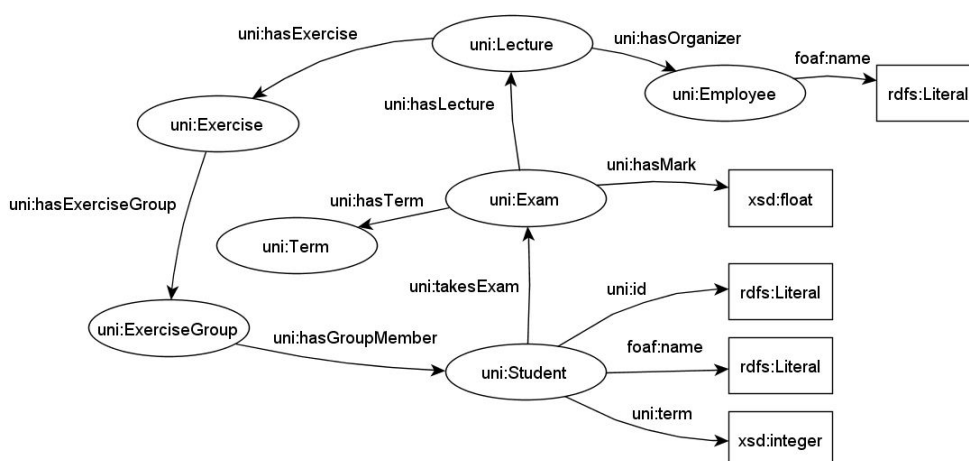 uni:hasExercise
uni:Lecture
uni:hasOrganizer
foaf:name
uni:Employee
rdfs:Literal
uni:hasLecture
uni:Exercise
uni:hasExerciseGroup
uni:hasTerm
uni:Exam
uni:hasMark
xsd:float
uni:Term
uni:takesExam
uni:id
rdfs:Literal
uni:ExerciseGroup
uni:hasGroupMember
foaf:name
uni:Student
rdfs:Literal
uni:term
xsd:integer